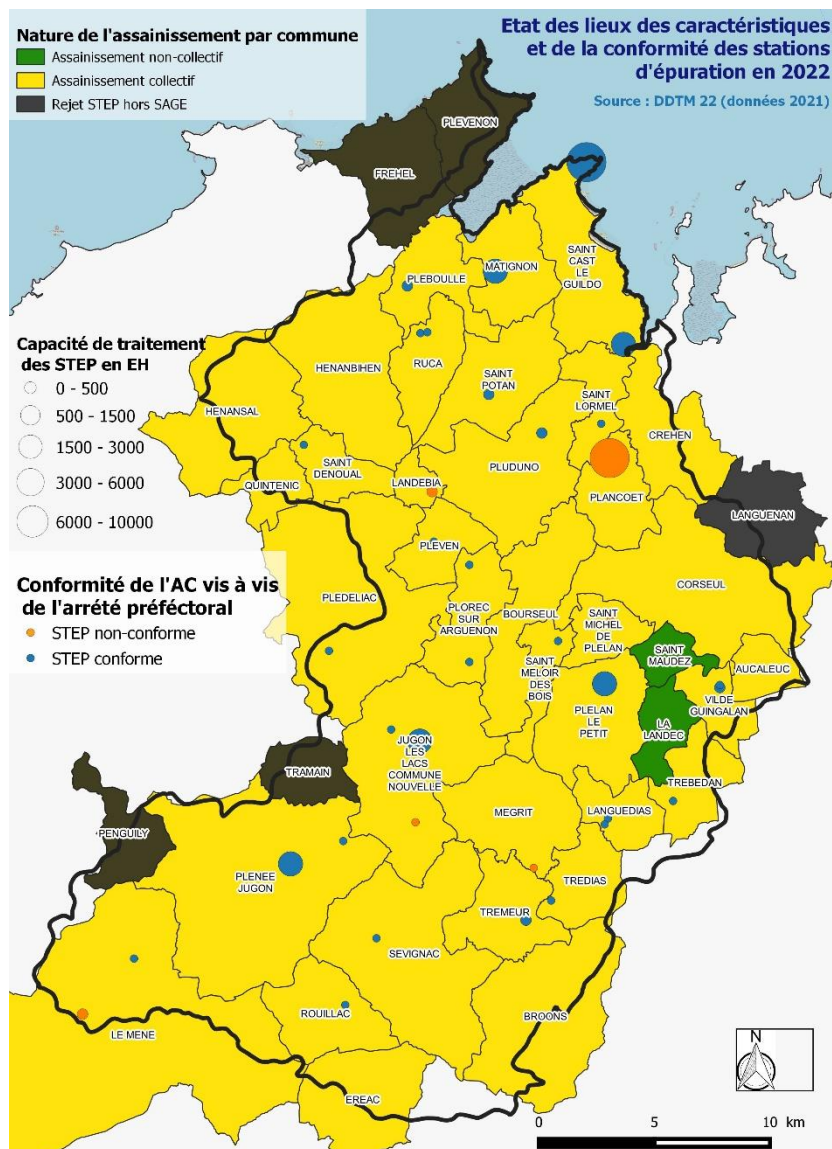 Nature de l'assainissement par commune
Assainissement non-collectif
Assainissement collectif
Rejet STEP hors SAGE
Etat des lieux des caractéristiques
et de la conformité des stations
d'épuration en 2022
Source : DDTM 22 (données 2021)
PLEVENON
FREHEL
SAINT
CAST
LE
GUILDO
MATIGNON
PLEBOULLE
Capacité de traitement
des STEP en EH
0 - 500
500 - 1500
1500 - 3000
3000 - 6000
6000 - 10000
HENANBIHEN
RUCA
SAINT
POTAN
HENANSAL
SAINT
LORMEL
CREHEN
SAINT
DENOUAL
PLUDUNO
QUINTENIC
LANDEBIA
PLANCOET
LANGUENAN
PLEVEN
Conformité de l'AC vis à vis
de l'arrété préféctoral
STEP non-conforme
STEP conforme
PLEDELIAC
CORSEUL
PLOREC
SUR
ARGUENON
BOURSEUL
SAINT
MICHEL
DE
PLELAN
SAINT
MAUDEZ
AUCALEUC
SAINT
MELOIR
DES
BOIS
VILDE
GUINGALAN
PLELAN
LE
PETIT
LA
LANDEC
JUGON
LES
LACS
COMMUNE
NOUVELLE
TRAMAIN
TREBEDAN
MEGRIT
LANGUEDIAS
PENGUILY
PLENEE
JUGON
TREDIAS
TREMEUR
SEVIGNAC
ROUILLAC
BROONS
LE MENE
EREAC
N
0 5 10 km